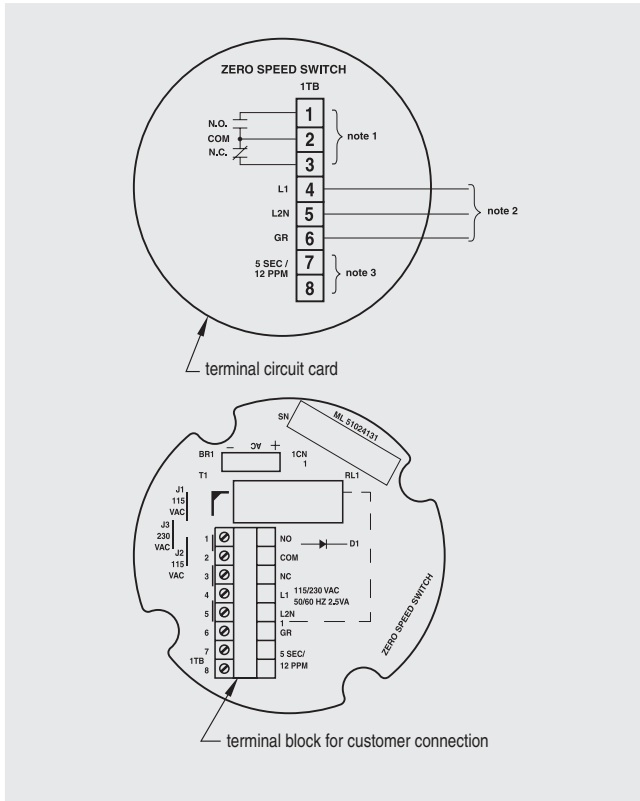 ZERO SPEED SWITCH
1TB
N.O.
COM
N.C.
1
2
3
note 1
L1
4
L2N
5
GR
6
note 2
5 SEC /
12 PPM
7
8
note 3
terminal circuit card
SN
ML 51024131
BR1
− AC +
1CN
1
T1
RL1
J1
115
VAC
J3
230
VAC
J2
115
VAC
1 NO
D1
2 COM
3 NC
4 L1
115/230 VAC
50/60 HZ 2.5VA
5 L2N
1
6 GR
7 5 SEC/
1TB
8 12 PPM
ZERO SPEED SWITCH
terminal block for customer connection